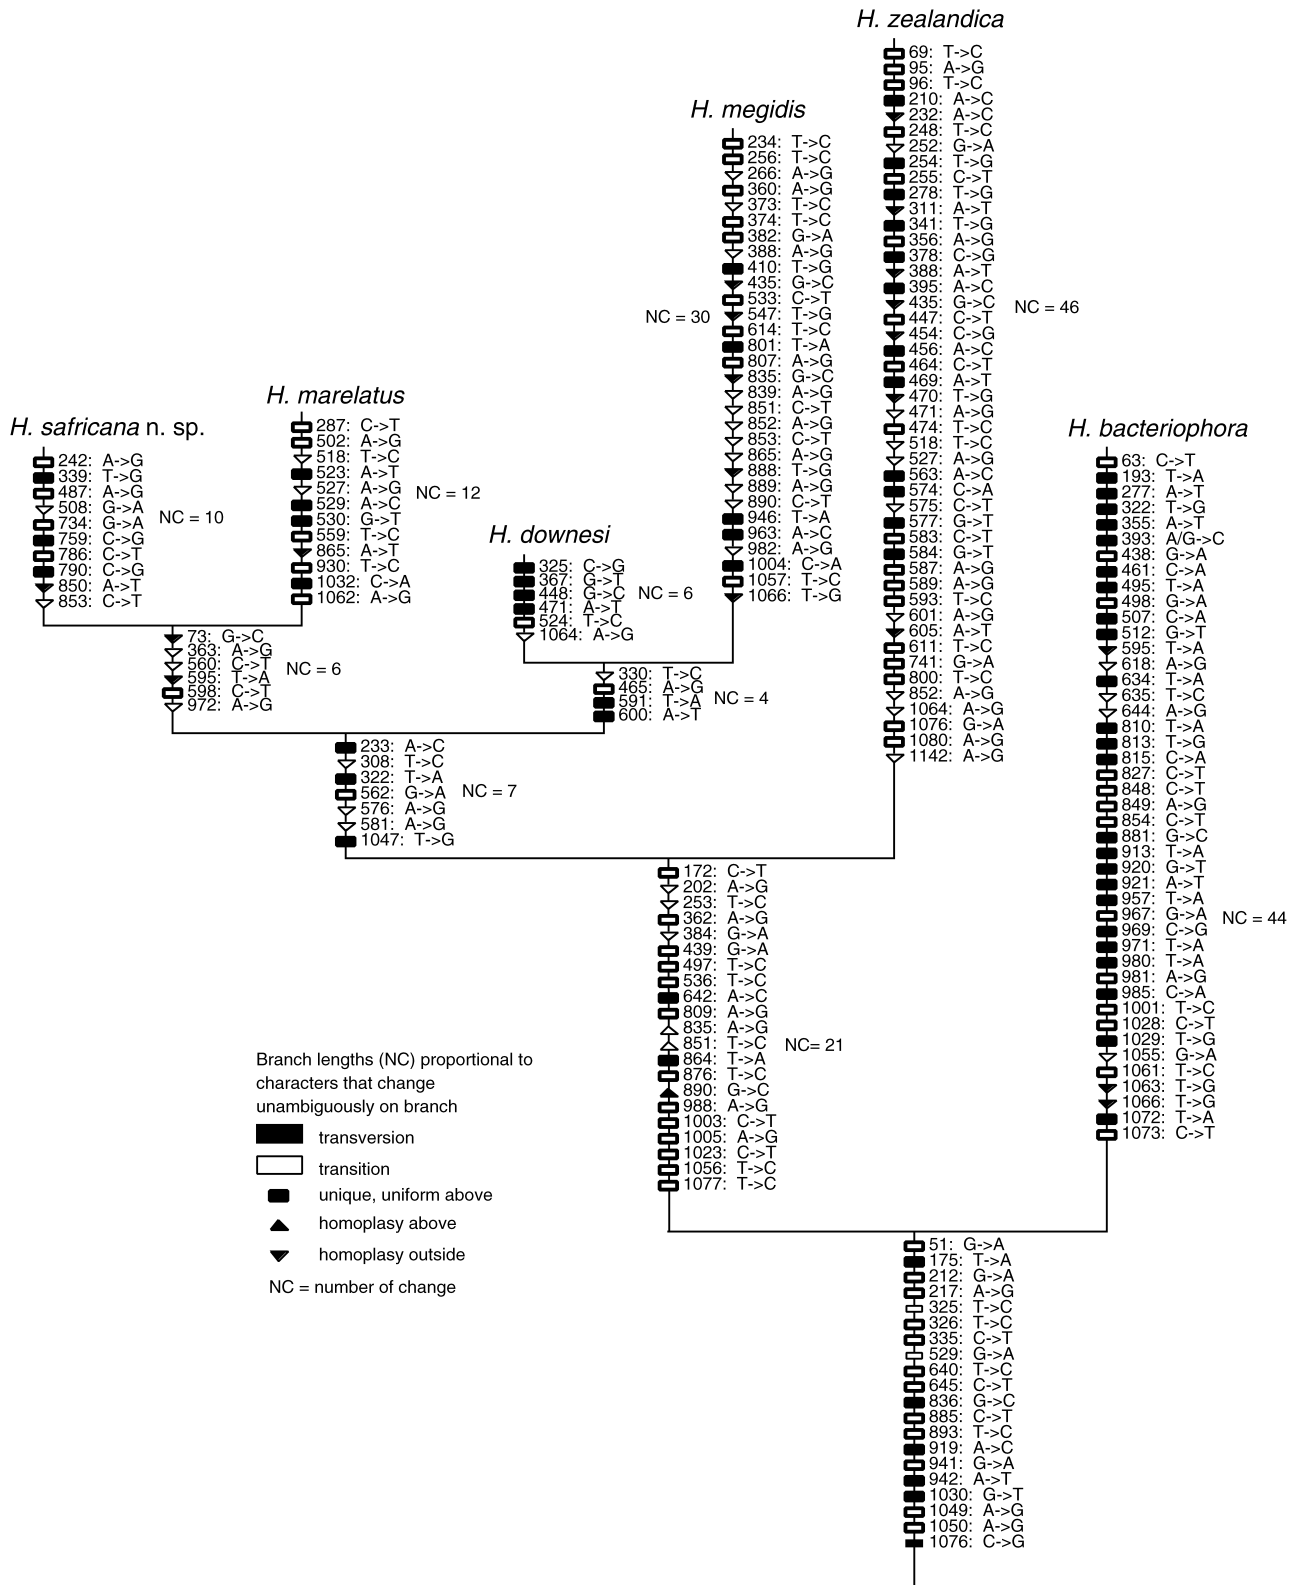 H. zealandica
69: T->C
95: A->G
96: T->C
210: A->C
232: A->C
248: T->C
252: G->A
254: T->G
255: C->T
278: T->G
311: A->T
341: T->G
356: A->G
378: C->G
388: A->T
395: A->C
435: G->C
447: C->T
454: C->G
456: A->C
464: C->T
469: A->T
470: T->G
471: A->G
474: T->C
518: T->C
527: A->G
563: A->C
574: C->A
575: C->T
577: G->T
583: C->T
584: G->T
587: A->G
589: A->G
593: T->C
601: A->G
605: A->T
611: T->C
741: G->A
800: T->C
852: A->G
1064: A->G
1076: G->A
1080: A->G
1142: A->G
NC = 46
H. megidis
234: T->C
256: T->C
266: A->G
360: A->G
373: T->C
374: T->C
382: G->A
388: A->G
410: T->G
435: G->C
533: C->T
547: T->G
614: T->C
801: T->A
807: A->G
835: G->C
839: A->G
851: C->T
852: A->G
853: C->T
865: A->G
888: T->G
889: A->G
890: C->T
946: T->A
963: A->C
982: A->G
1004: C->A
1057: T->C
1066: T->G
NC = 30
H. marelatus
287: C->T
502: A->G
518: T->C
523: A->T
527: A->G
529: A->C
530: G->T
559: T->C
865: A->T
930: T->C
1032: C->A
1062: A->G
NC = 12
H. safricana n. sp.
242: A->G
339: T->G
487: A->G
508: G->A
734: G->A
759: C->G
786: C->T
790: C->G
850: A->T
853: C->T
NC = 10
H. bacteriophora
63: C->T
193: T->A
277: A->T
322: T->G
355: A->T
393: A/G->C
438: G->A
461: C->A
495: T->A
498: G->A
507: C->A
512: G->T
595: T->A
618: A->G
634: T->A
635: T->C
644: A->G
810: T->A
813: T->G
815: C->A
827: C->T
848: C->T
849: A->G
854: C->T
881: G->C
913: T->A
920: G->T
921: A->T
957: T->A
967: G->A
969: C->G
971: T->A
980: T->A
981: A->G
985: C->A
1001: T->C
1028: C->T
1029: T->G
1055: G->A
1061: T->C
1063: T->G
1066: T->G
1072: T->A
1073: C->T
NC = 44
H. downesi
325: C->G
367: G->T
448: G->C
471: A->T
524: T->C
1064: A->G
NC = 6
73: G->C
363: A->G
560: C->T
595: T->A
598: C->T
972: A->G
NC = 6
330: T->C
465: A->G
591: T->A
600: A->T
NC = 4
233: A->C
308: T->C
322: T->A
562: G->A
576: A->G
581: A->G
1047: T->G
NC = 7
172: C->T
202: A->G
253: T->C
362: A->G
384: G->A
439: G->A
497: T->C
536: T->C
642: A->C
809: A->G
835: A->G
851: T->C
864: T->A
876: T->C
890: G->C
988: A->G
1003: C->T
1005: A->G
1023: C->T
1056: T->C
1077: T->C
NC= 21
Branch lengths (NC) proportional to
characters that change
unambiguously on branch
transversion
transition
unique, uniform above
homoplasy above
homoplasy outside
NC = number of change
51: G->A
175: T->A
212: G->A
217: A->G
325: T->C
326: T->C
335: C->T
529: G->A
640: T->C
645: C->T
836: G->C
885: C->T
893: T->C
919: A->C
941: G->A
942: A->T
1030: G->T
1049: A->G
1050: A->G
1076: C->G